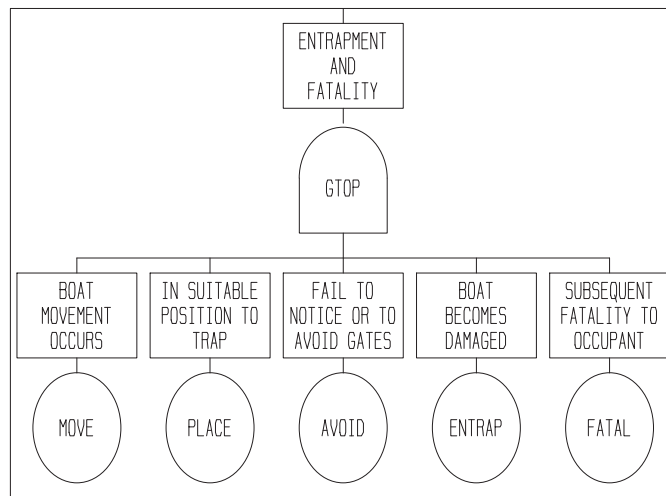 ENTRAPMENT
AND
FATALITY
GTOP
BOAT
MOVEMENT
OCCURS
IN SUITABLE
POSITION TO
TRAP
FAIL TO
NOTICE OR TO
AVOID GATES
BOAT
BECOMES
DAMAGED
SUBSEQUENT
FATALITY TO
OCCUPANT
MOVE
PLACE
AVOID
ENTRAP
FATAL